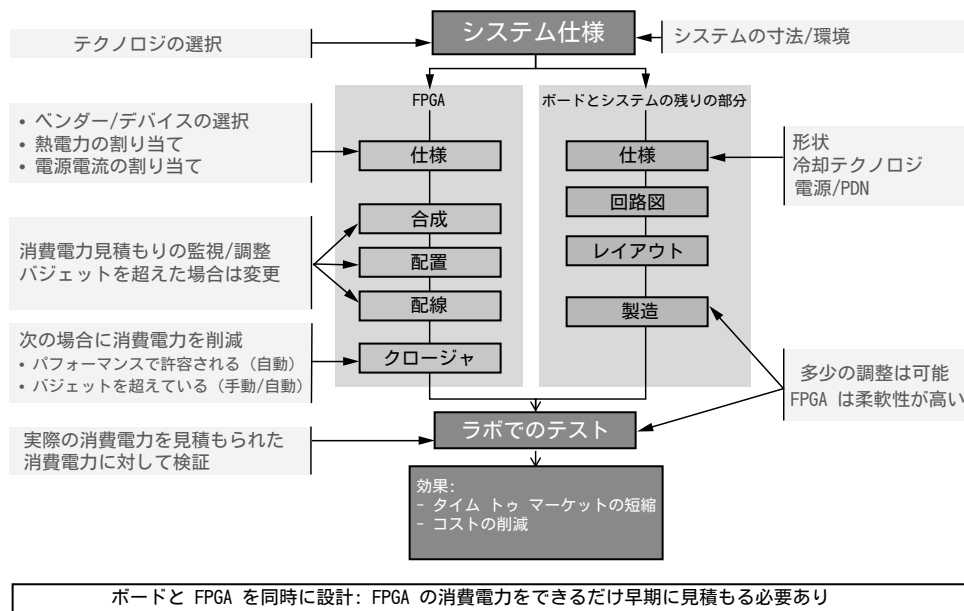 システム仕様
テクノロジの選択
システムの寸法/環境
FPGA
ボードとシステムの残りの部分
• ベンダー/デバイスの選択
• 熱電力の割り当て
• 電源電流の割り当て
仕様
仕様
形状
冷却テクノロジ
電源/PDN
回路図
合成
消費電力見積もりの監視/調整
バジェットを超えた場合は変更
配置
レイアウト
配線
製造
次の場合に消費電力を削減
• パフォーマンスで許容される（自動）
• バジェットを超えている（手動/自動）
クロージャ
多少の調整は可能
FPGA は柔軟性が高い
実際の消費電力を見積もられた
消費電力に対して検証
ラボでのテスト
効果:
- タイム トゥ マーケットの短縮
- コストの削減
ボードと FPGA を同時に設計: FPGA の消費電力をできるだけ早期に見積もる必要あり